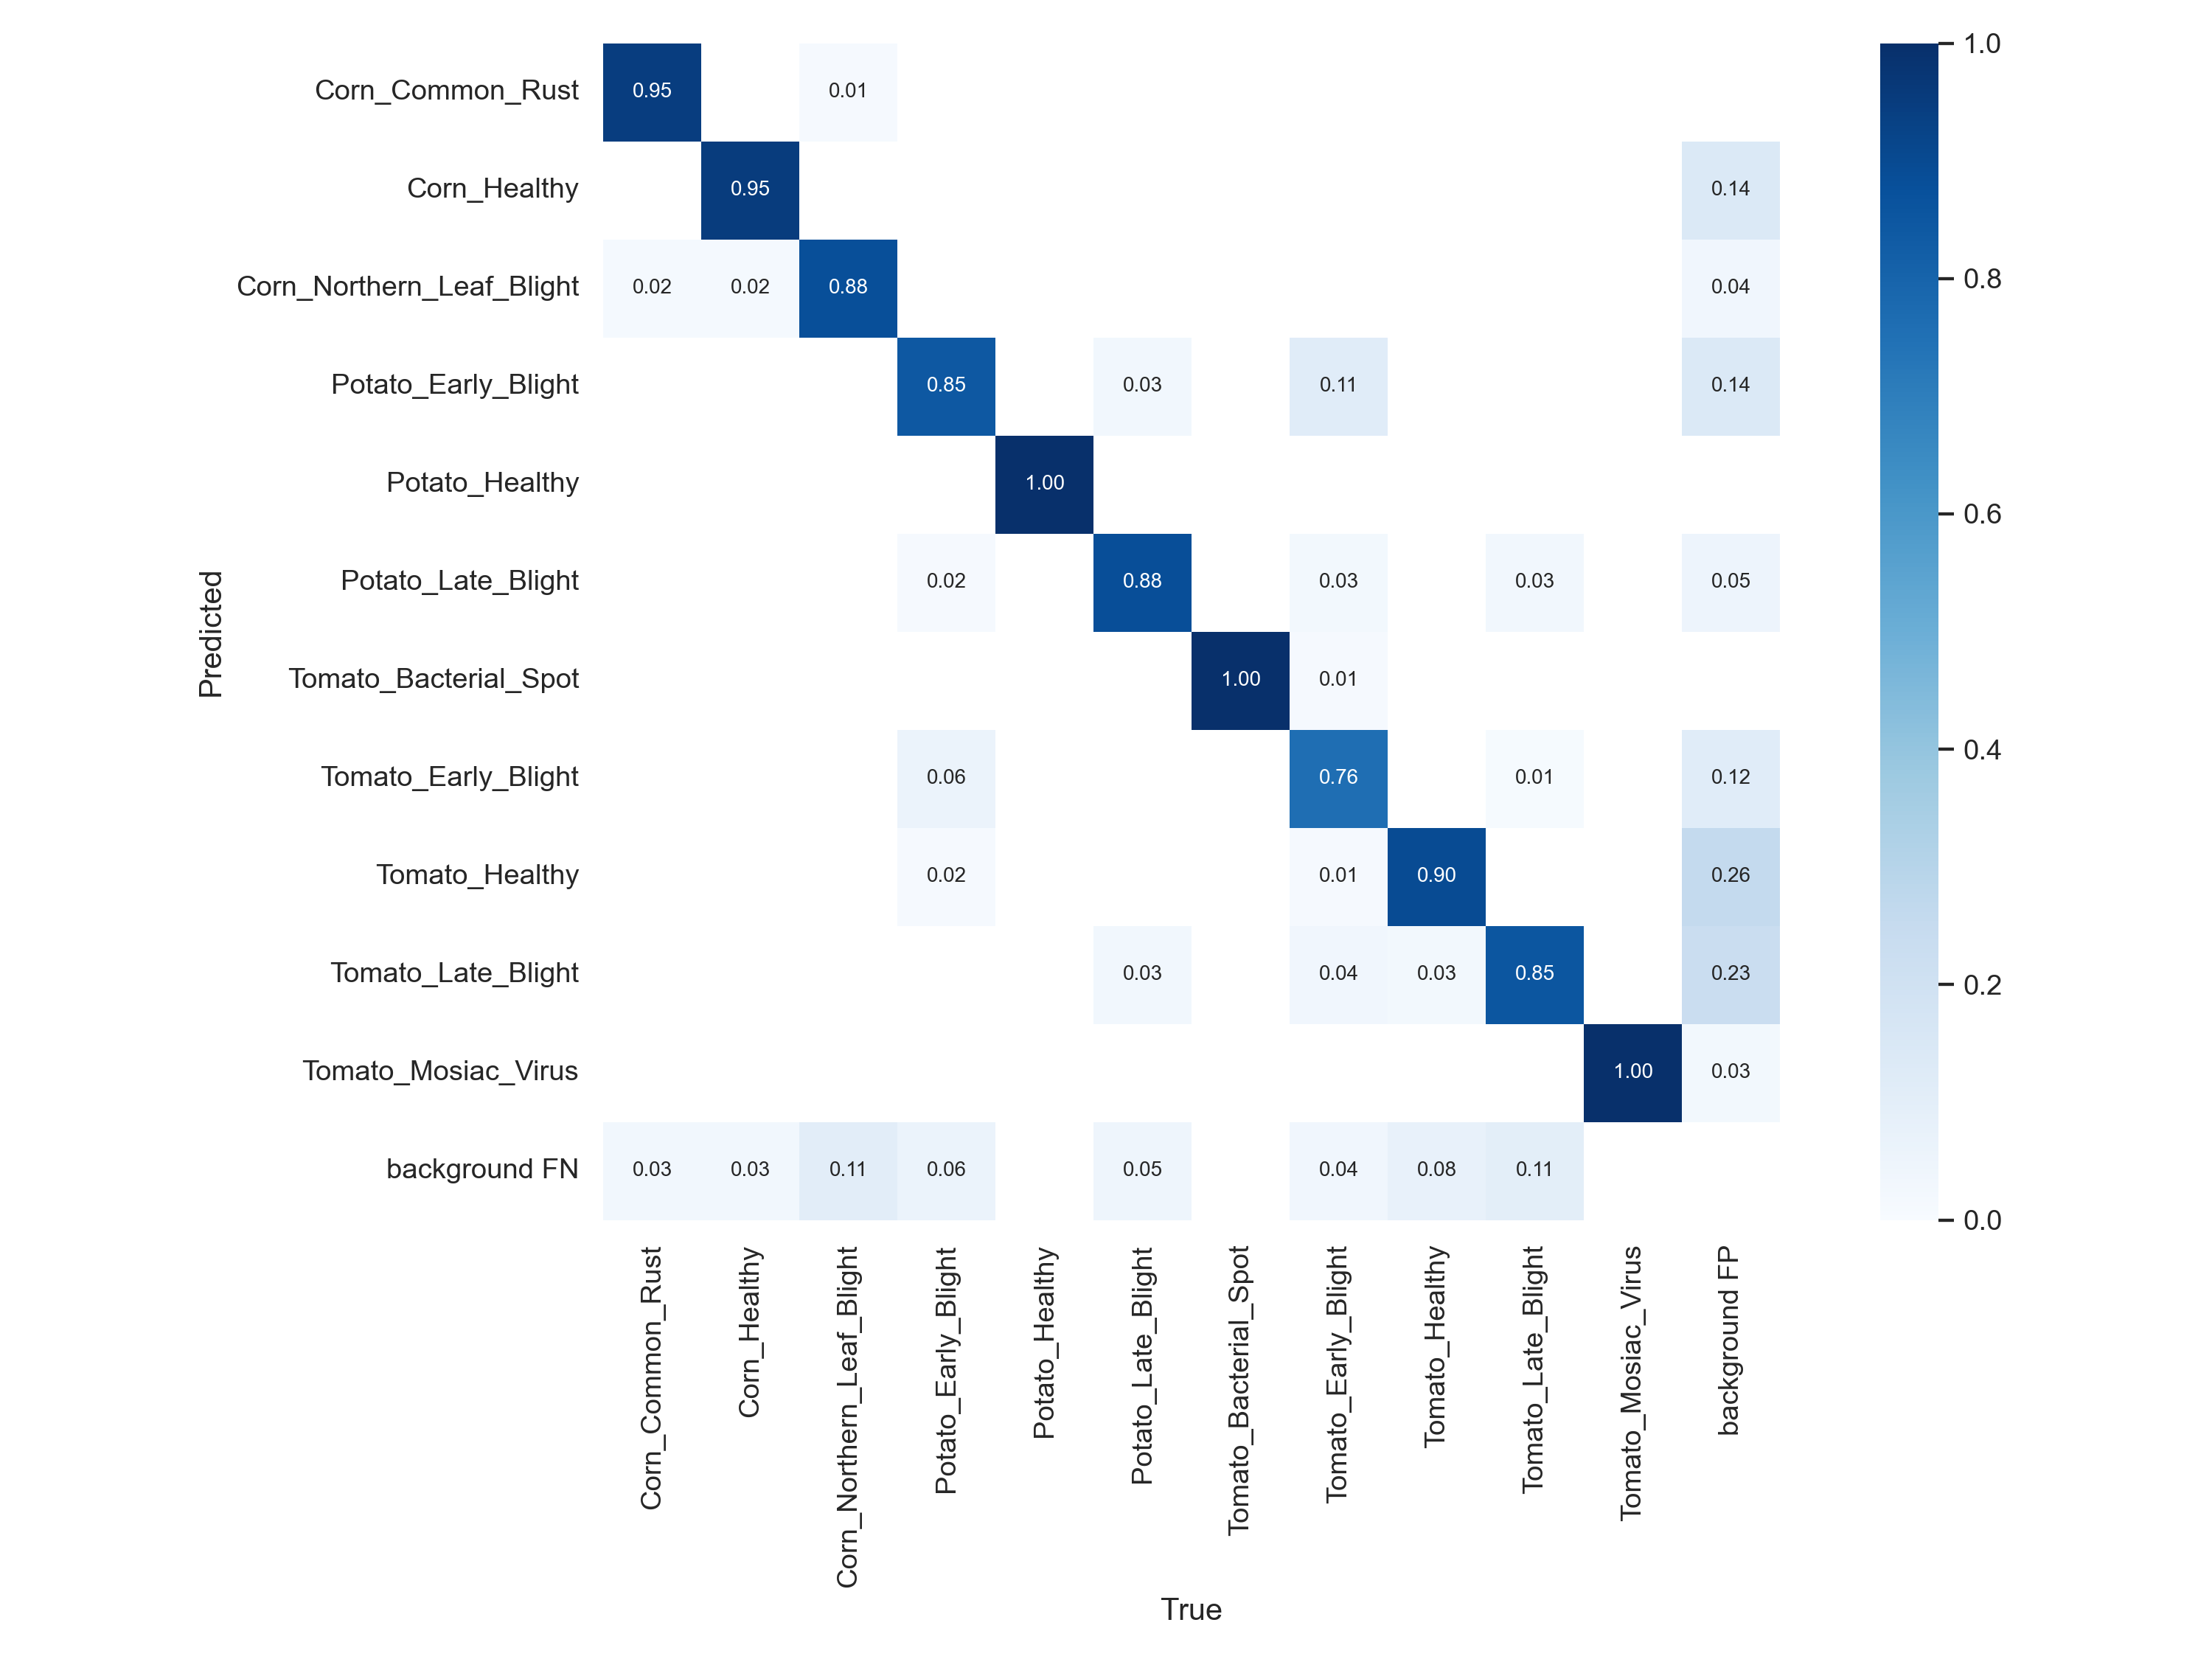 Corn_Common_Rust 0.95 0.01
Corn_Healthy 0.95 0.14
Corn_Northern_Leaf_Blight 0.02 0.02 0.88 0.04
Potato_Early_Blight 0.85 0.03 0.11 0.14
Potato_Healthy 1.00
Potato_Late_Blight 0.02 0.88 0.03 0.03 0.05
Tomato_Bacterial_Spot 1.00 0.01
Tomato_Early_Blight 0.06 0.76 0.01 0.12
Tomato_Healthy 0.02 0.01 0.90 0.26
Tomato_Late_Blight 0.03 0.04 0.03 0.85 0.23
Tomato_Mosiac_Virus 1.00 0.03
background FN 0.03 0.03 0.11 0.06 0.05 0.04 0.08 0.11
Predicted
Corn_Common_Rust
Corn_Healthy
Corn_Northern_Leaf_Blight
Potato_Early_Blight
Potato_Healthy
Potato_Late_Blight
Tomato_Bacterial_Spot
Tomato_Early_Blight
Tomato_Healthy
Tomato_Late_Blight
Tomato_Mosiac_Virus
background FP
True
1.0
0.8
0.6
0.4
0.2
0.0